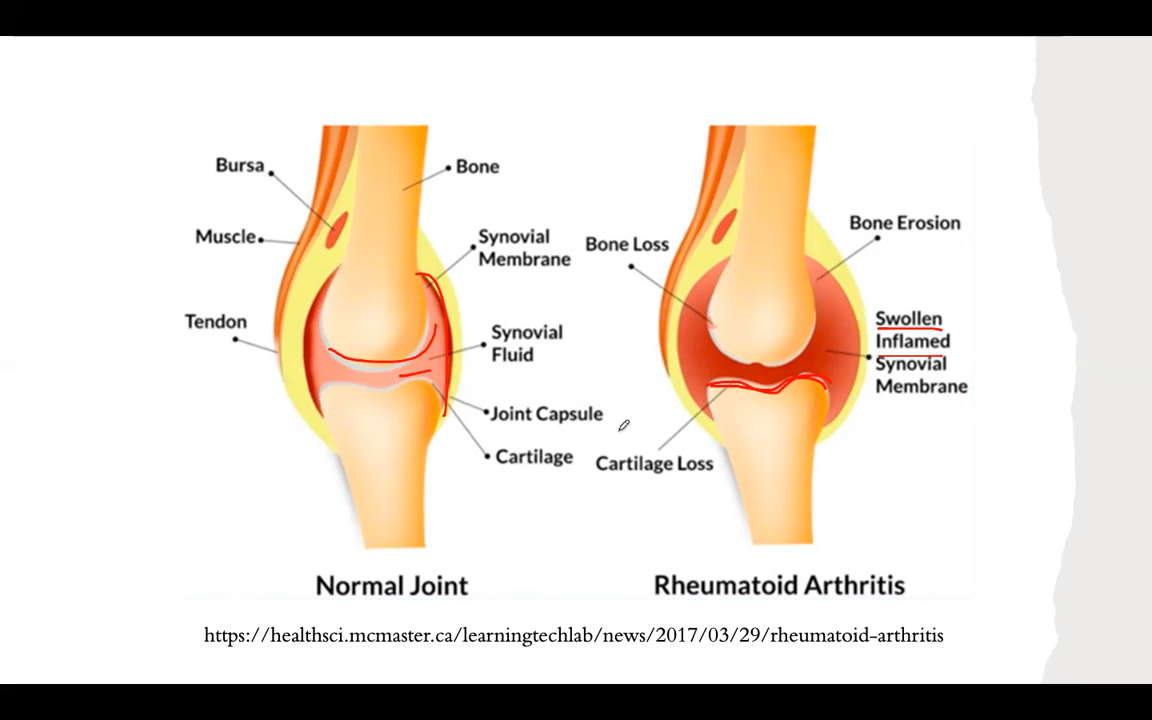 Bursa
Bone
Muscle
Synovial
Membrane
Tendon
Synovial
Fluid
Joint Capsule
Cartilage
Normal Joint
Bone Loss
Bone Erosion
Swollen
Inflamed
Synovial
Membrane
Cartilage Loss
Rheumatoid Arthritis
https://healthsci.mcmaster.ca/learningtechlab/news/2017/03/29/rheumatoid-arthritis